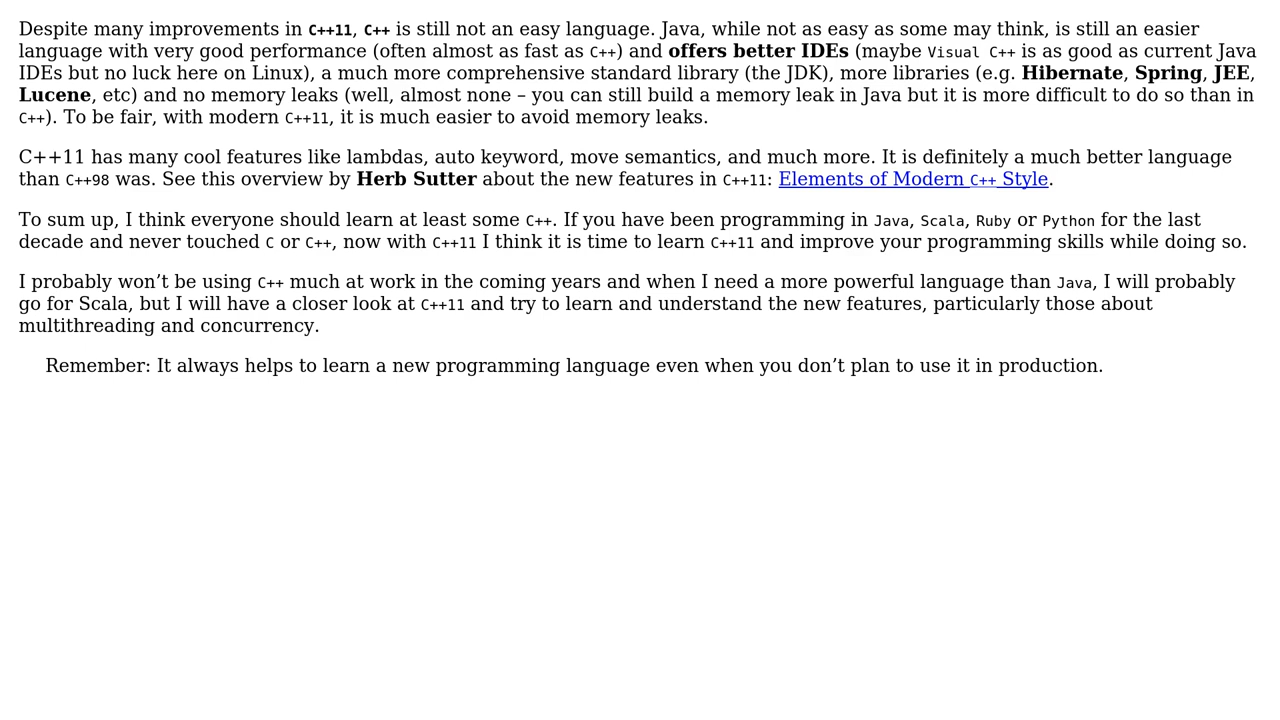 Despite many improvements in C++11, C++ is still not an easy language. Java, while not as easy as some may think, is still an easier
language with very good performance (often almost as fast as C++) and offers better IDEs (maybe Visual C++ is as good as current Java
IDEs but no luck here on Linux), a much more comprehensive standard library (the JDK), more libraries (e.g. Hibernate, Spring, JEE,
Lucene, etc) and no memory leaks (well, almost none – you can still build a memory leak in Java but it is more difficult to do so than in
C++). To be fair, with modern C++11, it is much easier to avoid memory leaks.
C++11 has many cool features like lambdas, auto keyword, move semantics, and much more. It is definitely a much better language
than C++98 was. See this overview by Herb Sutter about the new features in C++11: Elements of Modern C++ Style.
To sum up, I think everyone should learn at least some C++. If you have been programming in Java, Scala, Ruby or Python for the last
decade and never touched C or C++, now with C++11 I think it is time to learn C++11 and improve your programming skills while doing so.
I probably won’t be using C++ much at work in the coming years and when I need a more powerful language than Java, I will probably
go for Scala, but I will have a closer look at C++11 and try to learn and understand the new features, particularly those about
multithreading and concurrency.
Remember: It always helps to learn a new programming language even when you don’t plan to use it in production.